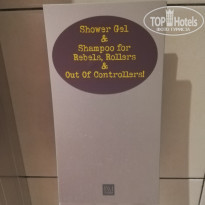 TOP Hotels
Shower Gel
&
Shampoo for
Rebels, Rollers
&
Out Of Controllers!